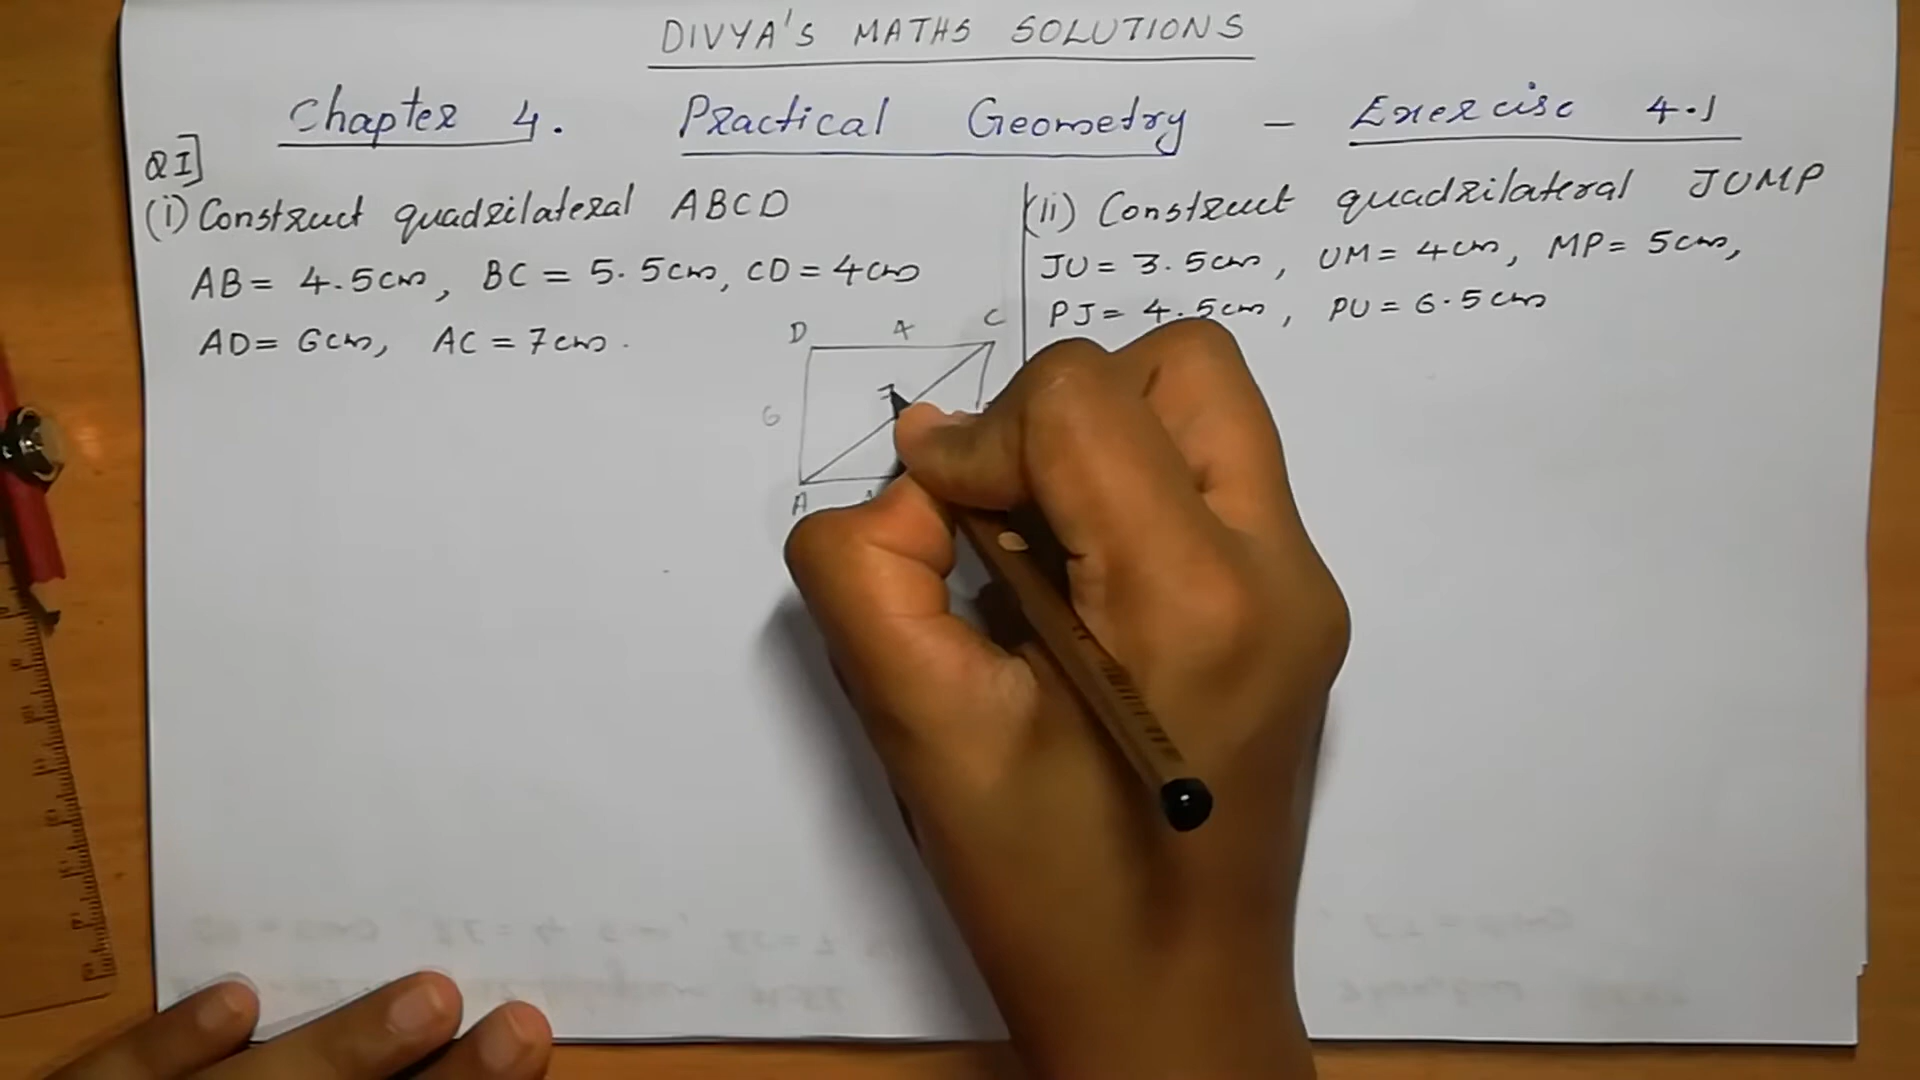 DIVYA'S MATHS SOLUTIONS
Chapter 4. Practical Geometry - Exercise 4.1
Q1]
(i) Construct quadrilateral ABCD
AB = 4.5cm, BC = 5.5cm, CD = 4cm
AD = 6cm, AC = 7cm.
D 4 C
6 7
A
(ii) Construct quadrilateral JUMP
JU = 3.5cm, UM = 4cm, MP = 5cm,
PJ = 4.5cm, PU = 6.5cm